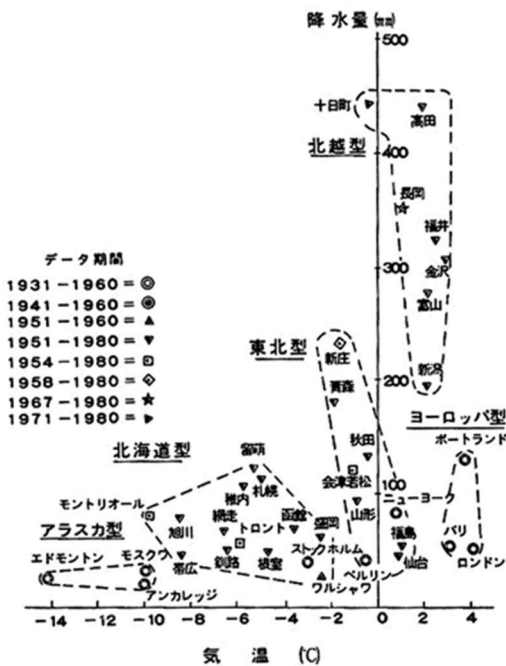 降水量(mm)
500
十日町
高田
北越型
400
長岡
福井
300
金沢
富山
データ期間
1931-1960=
1941-1960=
1951-1960=
1951-1980=
1954-1980=
1958-1980=
1967-1980=
1971-1980=
東北型
新庄
青森
200
新潟
ヨーロッパ型
ポートランド
北海道型
留萌
秋田
札幌
稚内
会津若松
モントリオール
ニューヨーク
アラスカ型
旭川
網走
トロント
函館
盛岡
山形
エドモントン
モスクワ
帯広
釧路
根室
ストックホルム
ベルリン
福島
仙台
パリ
ロンドン
アンカレッジ
ワルシャワ
-14 -12 -10 -8 -6 -4 -2 0 2 4
気温(℃)